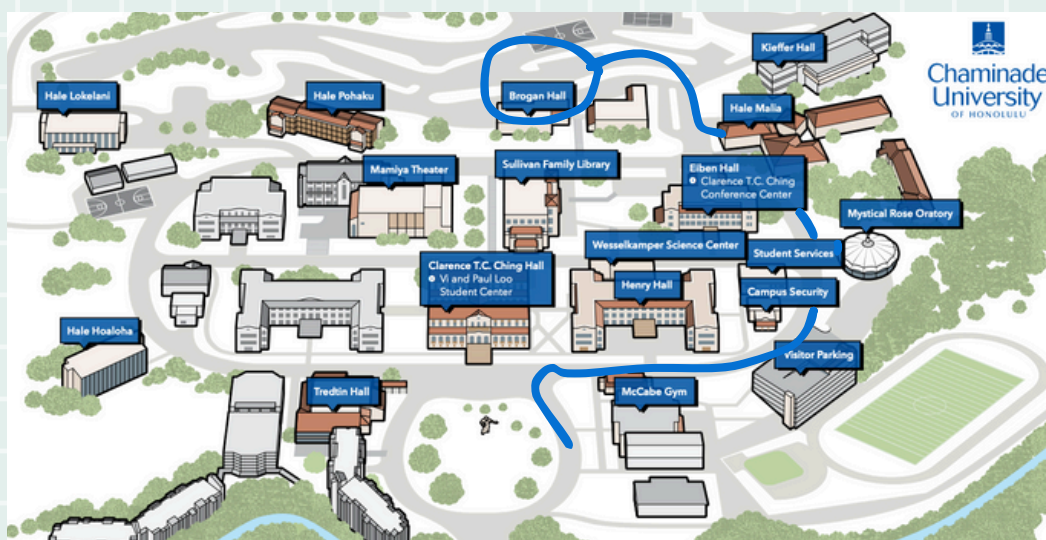 Kieffer Hall
Chaminade
University
OF HONOLULU
Hale Lokelani
Hale Pohaku
Brogan Hall
Hale Malia
Mamiya Theater
Sullivan Family Library
Eiben Hall
Clarence T.C. Ching
Conference Center
Mystical Rose Oratory
Wesselkamper Science Center
Student Services
Clarence T.C. Ching Hall
Vi and Paul Loo
Student Center
Henry Hall
Campus Security
Hale Hoaloha
Visitor Parking
Tredtin Hall
McCabe Gym